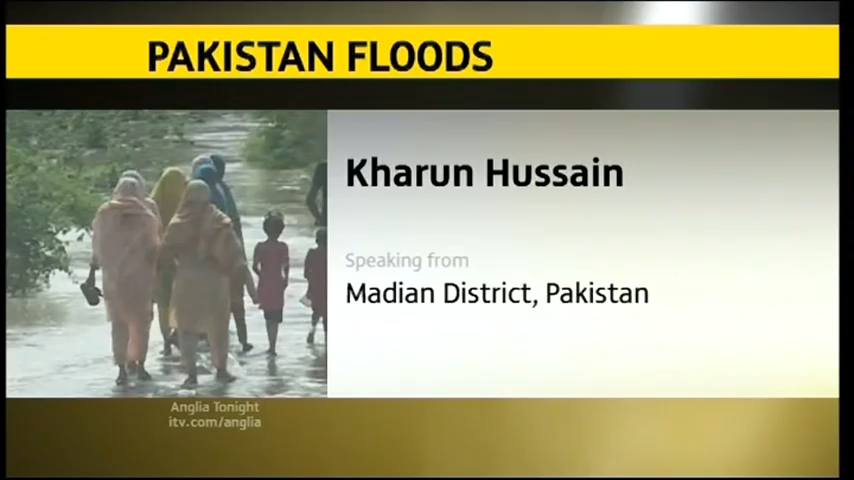 PAKISTAN FLOODS
Kharun Hussain
Speaking from
Madian District, Pakistan
Anglia Tonight
itv.com/anglia